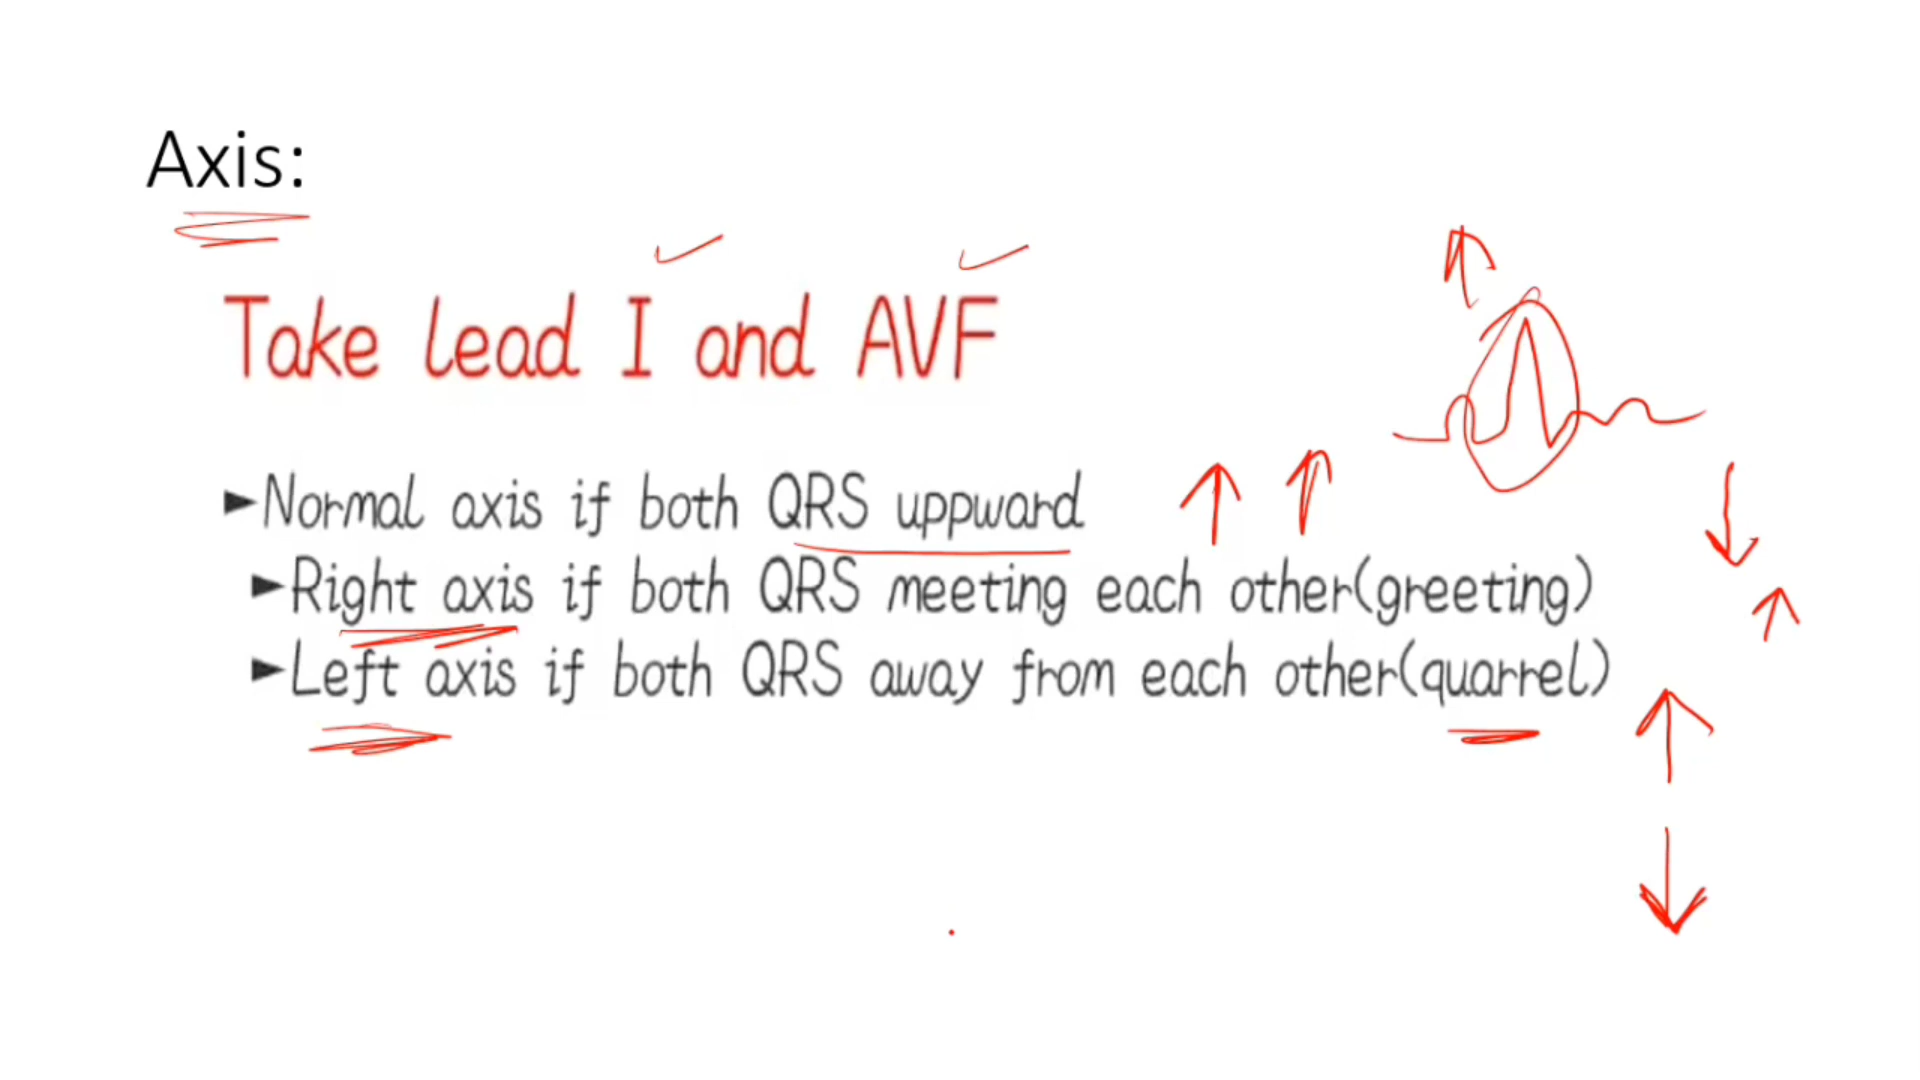 Axis:
Take lead I and AVF
►Normal axis if both QRS uppward
►Right axis if both QRS meeting each other(greeting)
►Left axis if both QRS away from each other(quarrel)